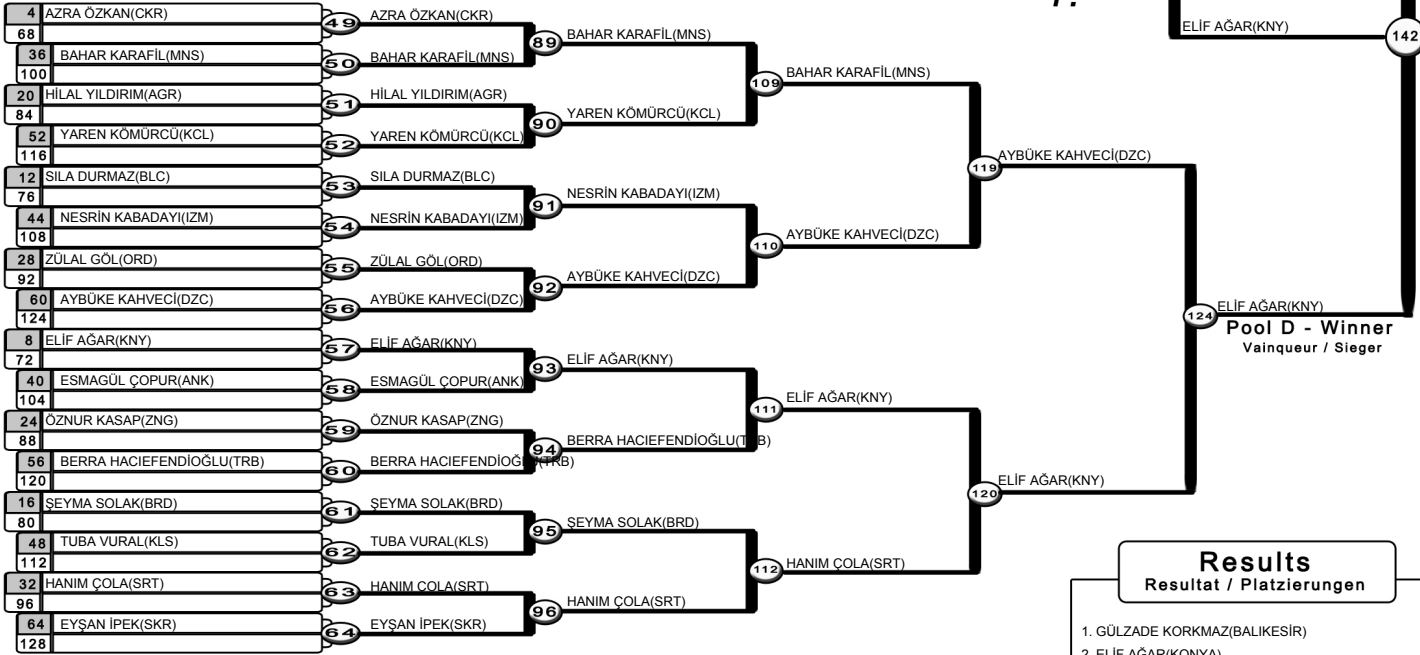 4 AZRA ÖZKAN(CKR)
68
36 BAHAR KARAFİL(MNS)
100
20 HİLAL YILDIRIM(AGR)
84
52 YAREN KÖMÜRCÜ(KCL)
116
12 SILA DURMAZ(BLC)
76
44 NESRİN KABADAYI(IZM)
108
28 ZÜLAL GÖL(ORD)
92
60 AYBÜKE KAHVECİ(DZC)
124
8 ELİF AĞAR(KNY)
72
40 ESMAGÜL ÇOPUR(ANK)
104
24 ÖZNUR KASAP(ZNG)
88
56 BERRA HACIEFENDİOĞLU(TRB)
120
16 ŞEYMA SOLAK(BRD)
80
48 TUBA VURAL(KLS)
112
32 HANIM ÇOLA(SRT)
96
64 EYŞAN İPEK(SKR)
128
49 AZRA ÖZKAN(CKR)
50 BAHAR KARAFİL(MNS)
51 HİLAL YILDIRIM(AGR)
52 YAREN KÖMÜRCÜ(KCL)
53 SILA DURMAZ(BLC)
54 NESRİN KABADAYI(IZM)
55 ZÜLAL GÖL(ORD)
56 AYBÜKE KAHVECİ(DZC)
57 ELİF AĞAR(KNY)
58 ESMAGÜL ÇOPUR(ANK)
59 ÖZNUR KASAP(ZNG)
60 (TRB)
61 ŞEYMA SOLAK(BRD)
62 TUBA VURAL(KLS)
63 HANIM ÇOLA(SRT)
64 EYŞAN İPEK(SKR)
89 BAHAR KARAFİL(MNS)
90 YAREN KÖMÜRCÜ(KCL)
91 NESRİN KABADAYI(IZM)
92 AYBÜKE KAHVECİ(DZC)
93 ELİF AĞAR(KNY)
94 BERRA HACIEFENDİOĞLU(TRB)
95 ŞEYMA SOLAK(BRD)
96 HANIM ÇOLA(SRT)
109 BAHAR KARAFİL(MNS)
110 AYBÜKE KAHVECİ(DZC)
111 ELİF AĞAR(KNY)
112 HANIM ÇOLA(SRT)
119 AYBÜKE KAHVECİ(DZC)
120 ELİF AĞAR(KNY)
124 ELİF AĞAR(KNY)
Pool D - Winner
Vainqueur / Sieger
ELİF AĞAR(KNY)
142
Results
Resultat / Platzierungen
1. GÜLZADE KORKMAZ(BALIKESİR)
2. ELİF AĞAR(KONYA)